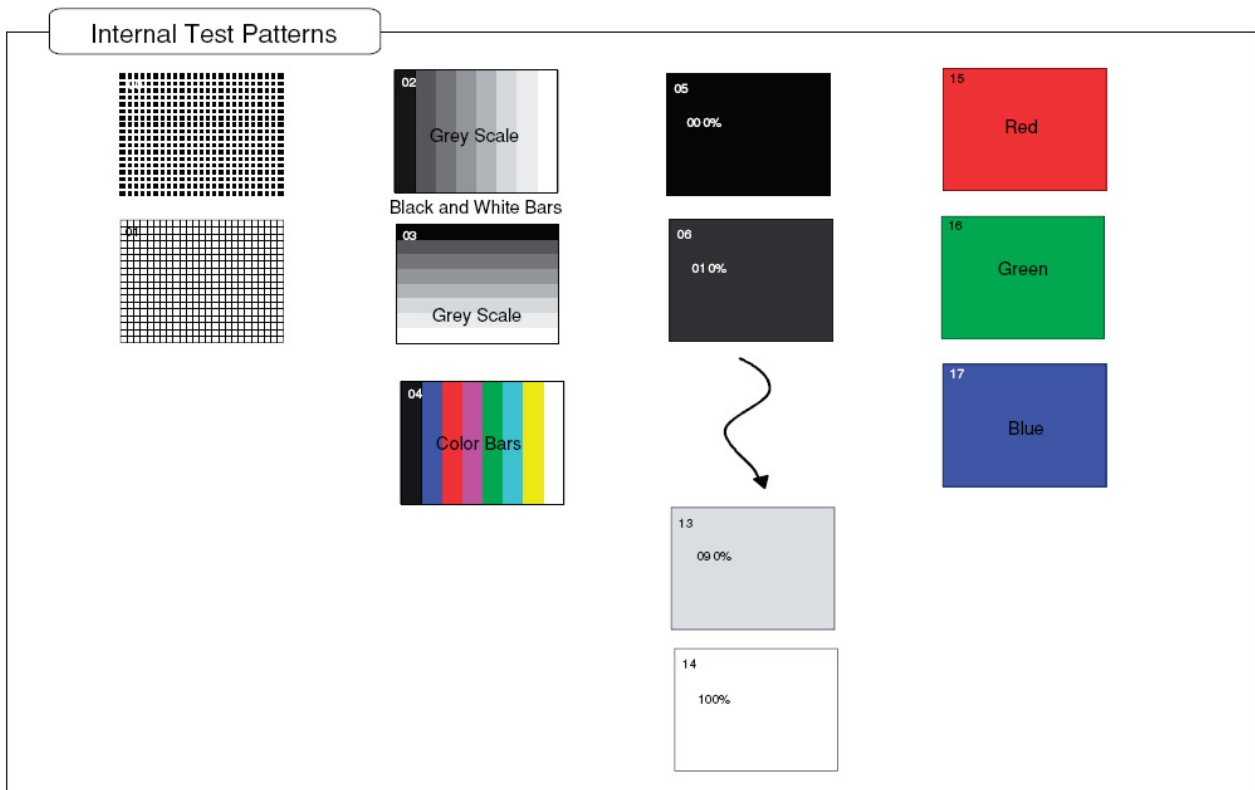 Internal Test Patterns
01
02
Grey Scale
Black and White Bars
03
Grey Scale
04
Color Bars
05
00 0%
06
01 0%
13
09 0%
14
100%
15
Red
16
Green
17
Blue